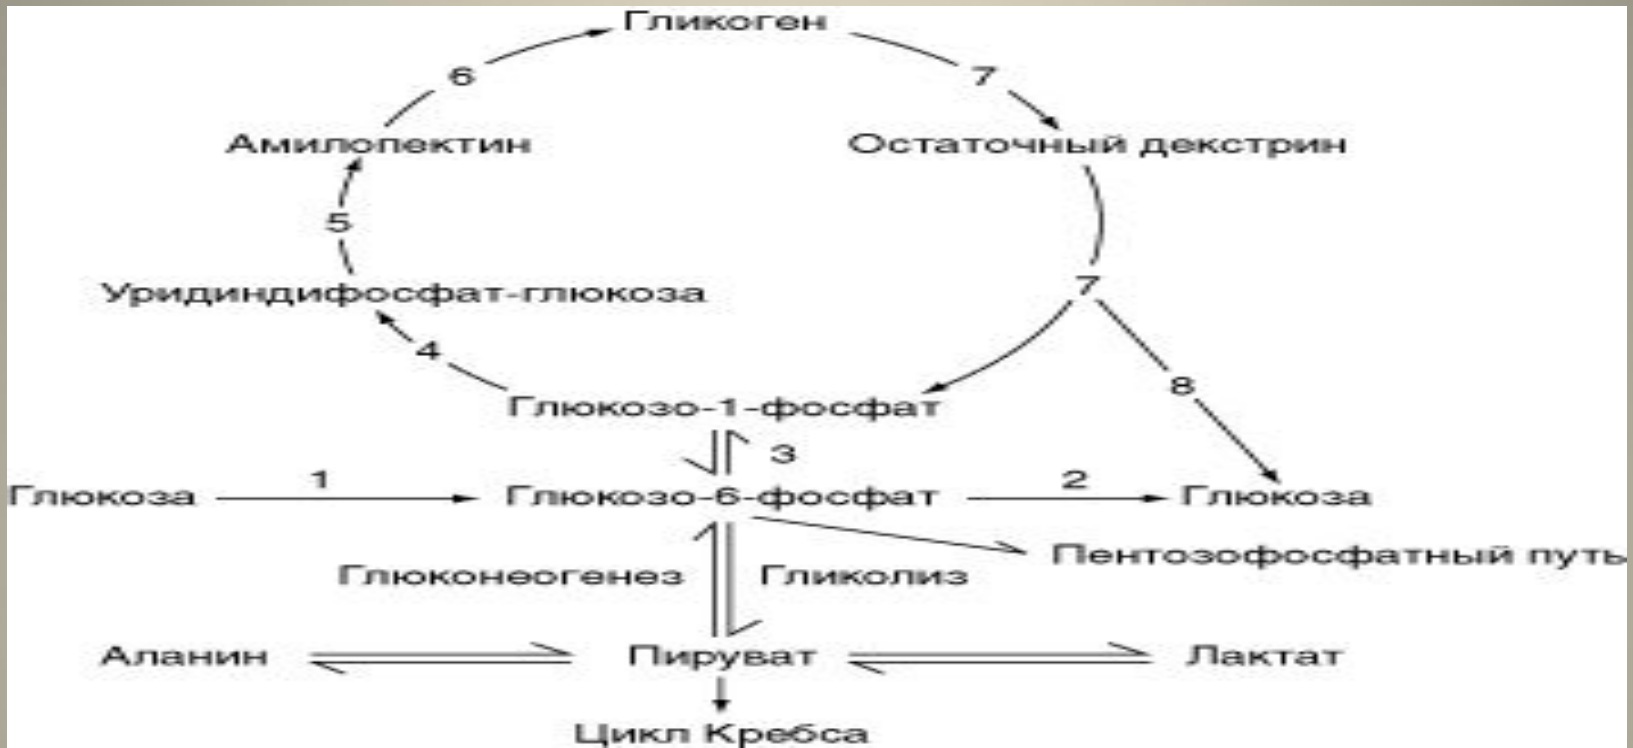 Гликоген
6
7
Амилопектин
Остаточный декстрин
5
Уридиндифосфат-глюкоза
7
4
8
Глюкозо-1-фосфат
3
Глюкоза
1
Глюкозо-6-фосфат
2
Глюкоза
Пентозофосфатный путь
Глюконеогенез
Гликолиз
Аланин
Пируват
Лактат
Цикл Кребса